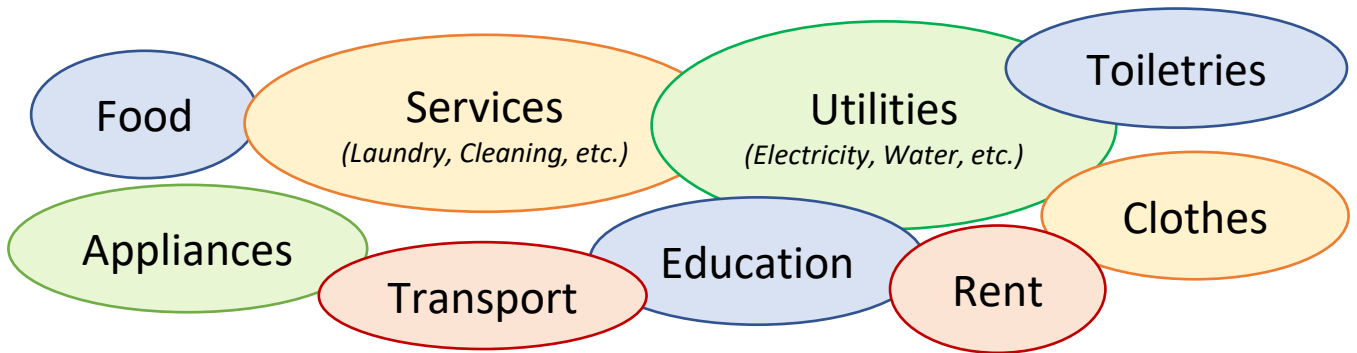 Food
Services
(Laundry, Cleaning, etc.)
Utilities
(Electricity, Water, etc.)
Toiletries
Appliances
Transport
Education
Rent
Clothes